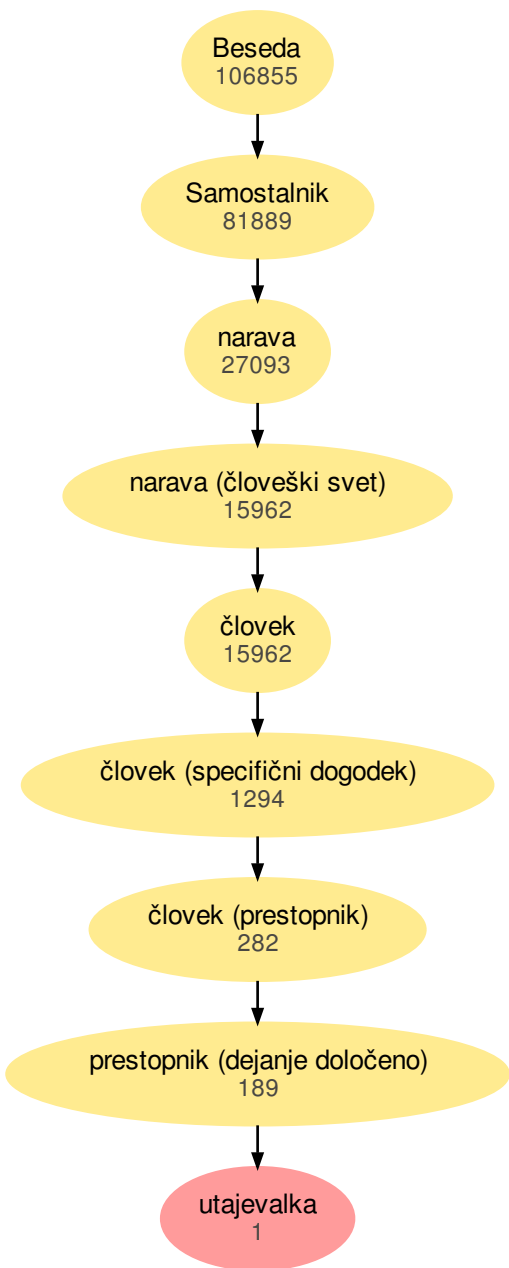 Beseda
106855
Samostalnik
81889
narava
27093
narava (človeški svet)
15962
človek
15962
človek (specifični dogodek)
1294
človek (prestopnik)
282
prestopnik (dejanje določeno)
189
utajevalka
1